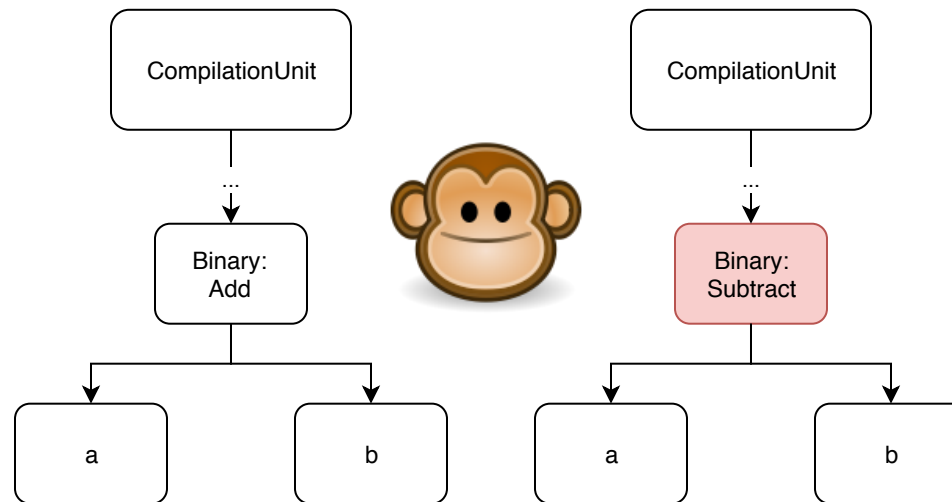 CompilationUnit
...
Binary:
Add
a
b
CompilationUnit
...
Binary:
Subtract
a
b